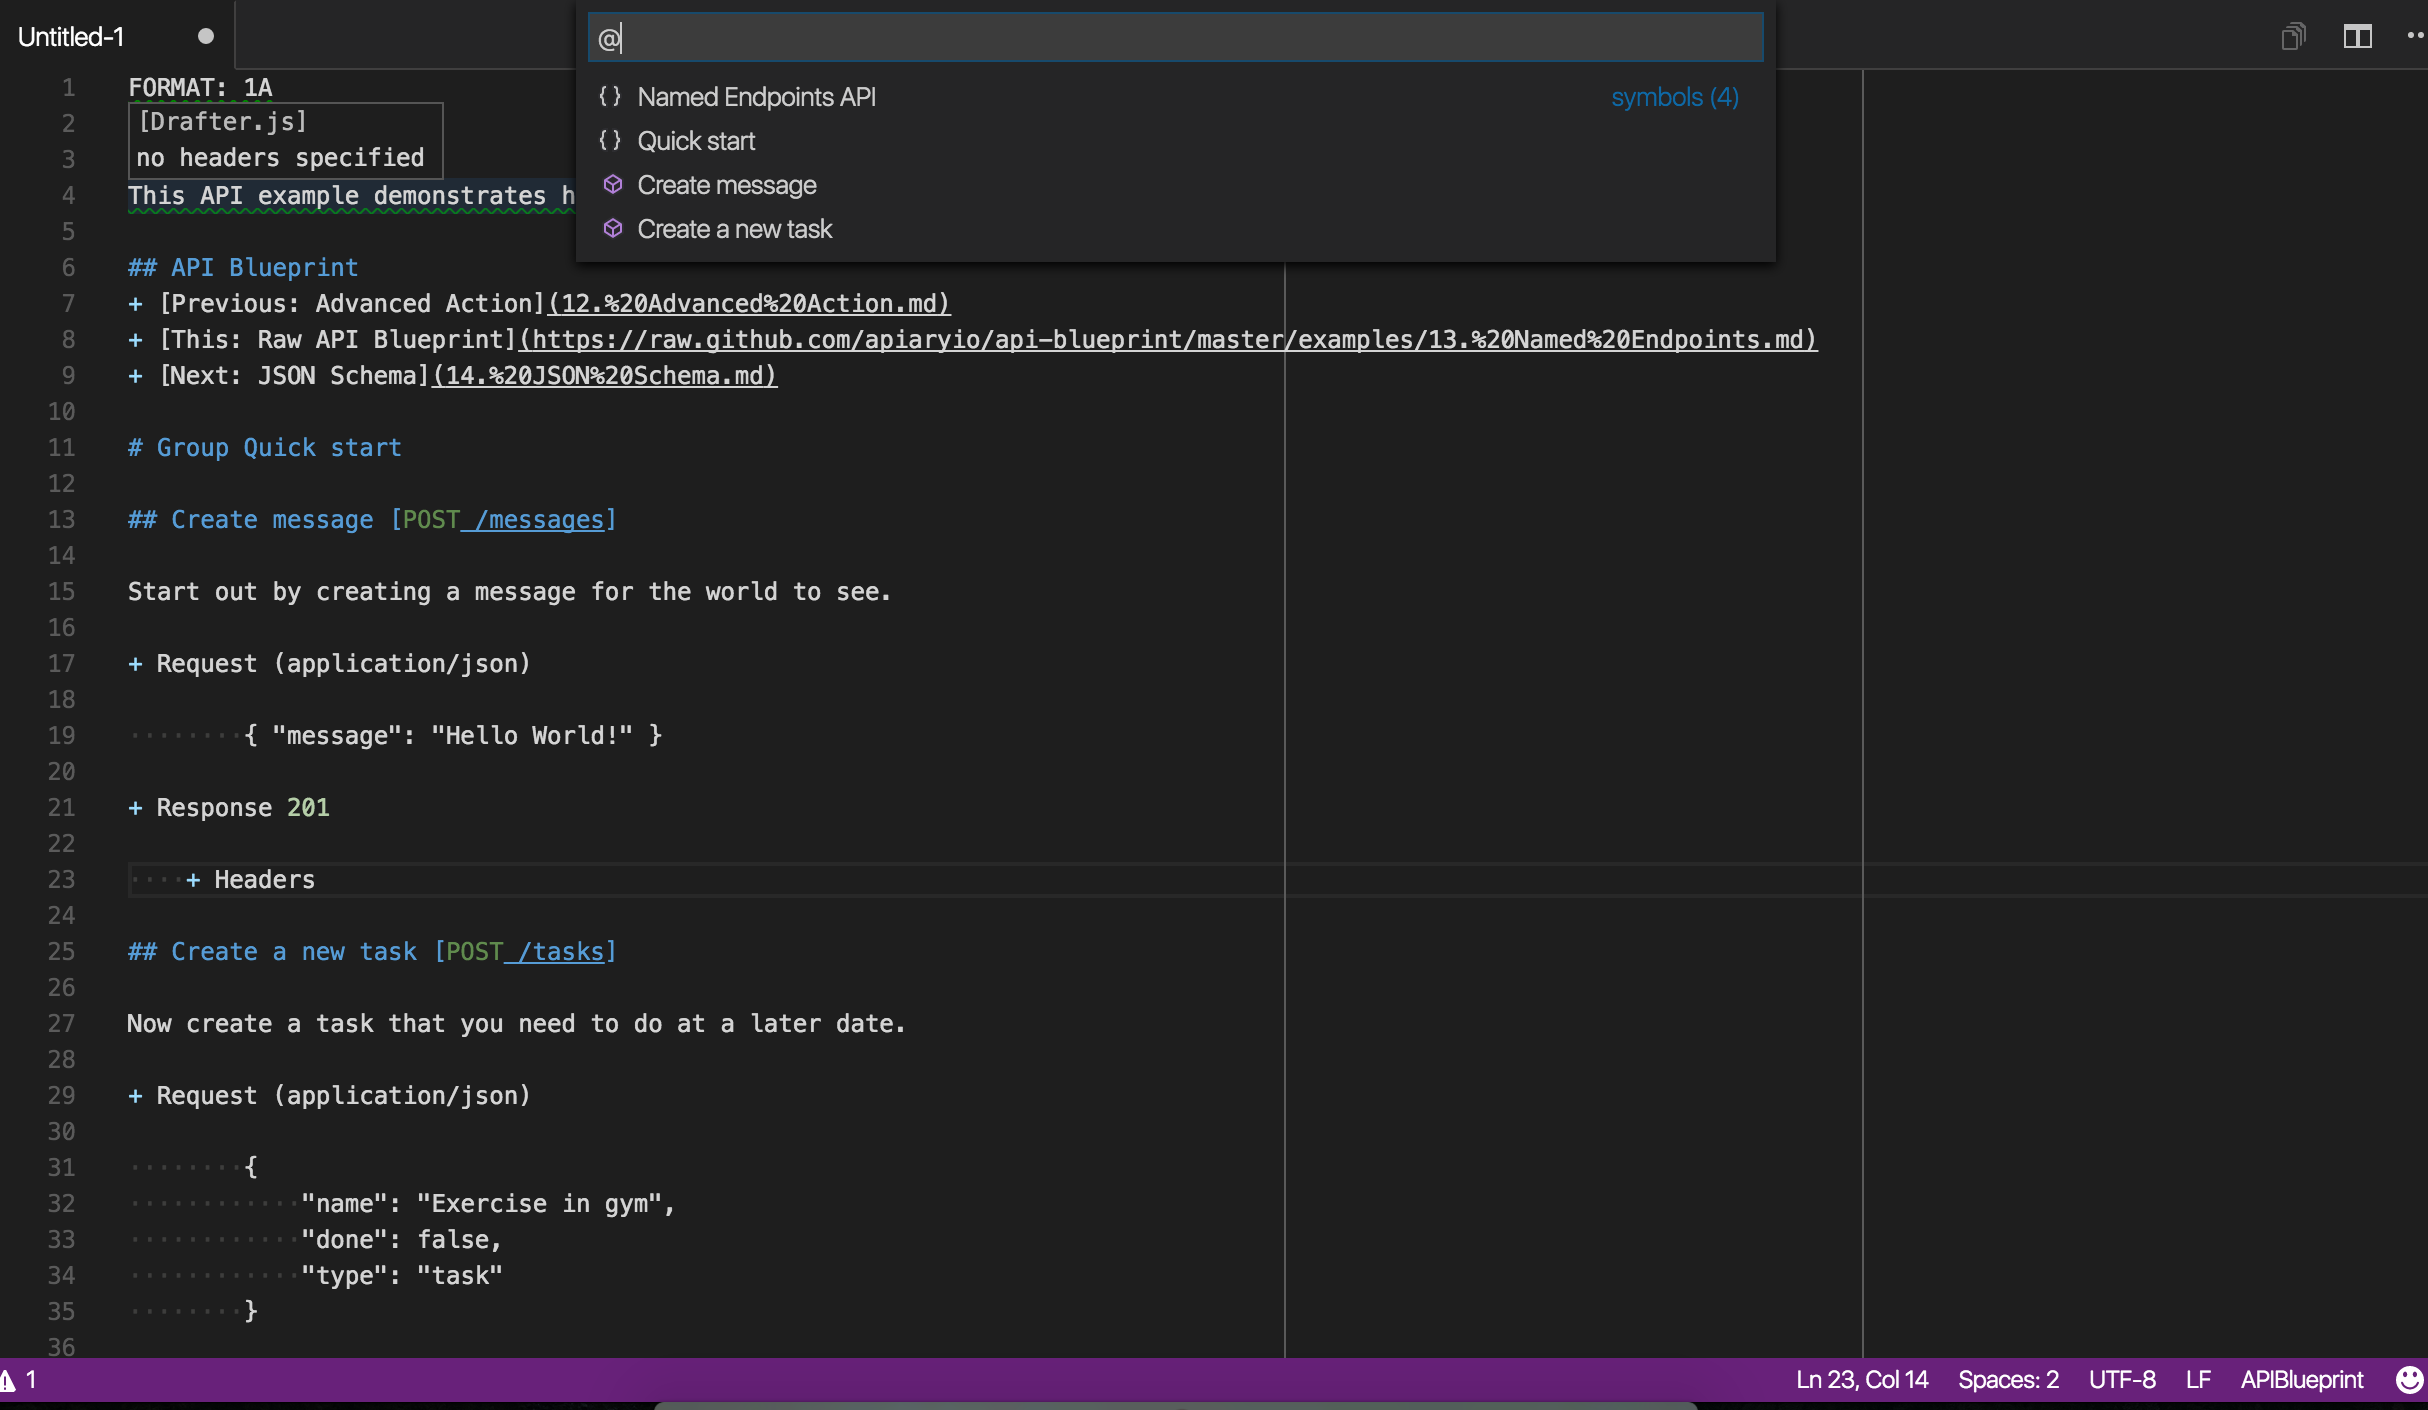 Untitled-1
@
Named Endpoints API symbols (4)
Quick start
Create message
Create a new task
1 FORMAT: 1A
2 [Drafter.js]
3 no headers specified
4 This API example demonstrates h
5
6 ## API Blueprint
7 + [Previous: Advanced Action](12.%20Advanced%20Action.md)
8 + [This: Raw API Blueprint](https://raw.github.com/apiaryio/api-blueprint/master/examples/13.%20Named%20Endpoints.md)
9 + [Next: JSON Schema](14.%20JSON%20Schema.md)
10
11 # Group Quick start
12
13 ## Create message [POST /messages]
14
15 Start out by creating a message for the world to see.
16
17 + Request (application/json)
18
19 { "message": "Hello World!" }
20
21 + Response 201
22
23 + Headers
24
25 ## Create a new task [POST /tasks]
26
27 Now create a task that you need to do at a later date.
28
29 + Request (application/json)
30
31 {
32 "name": "Exercise in gym",
33 "done": false,
34 "type": "task"
35 }
36
1 Ln 23, Col 14 Spaces: 2 UTF-8 LF APIBlueprint